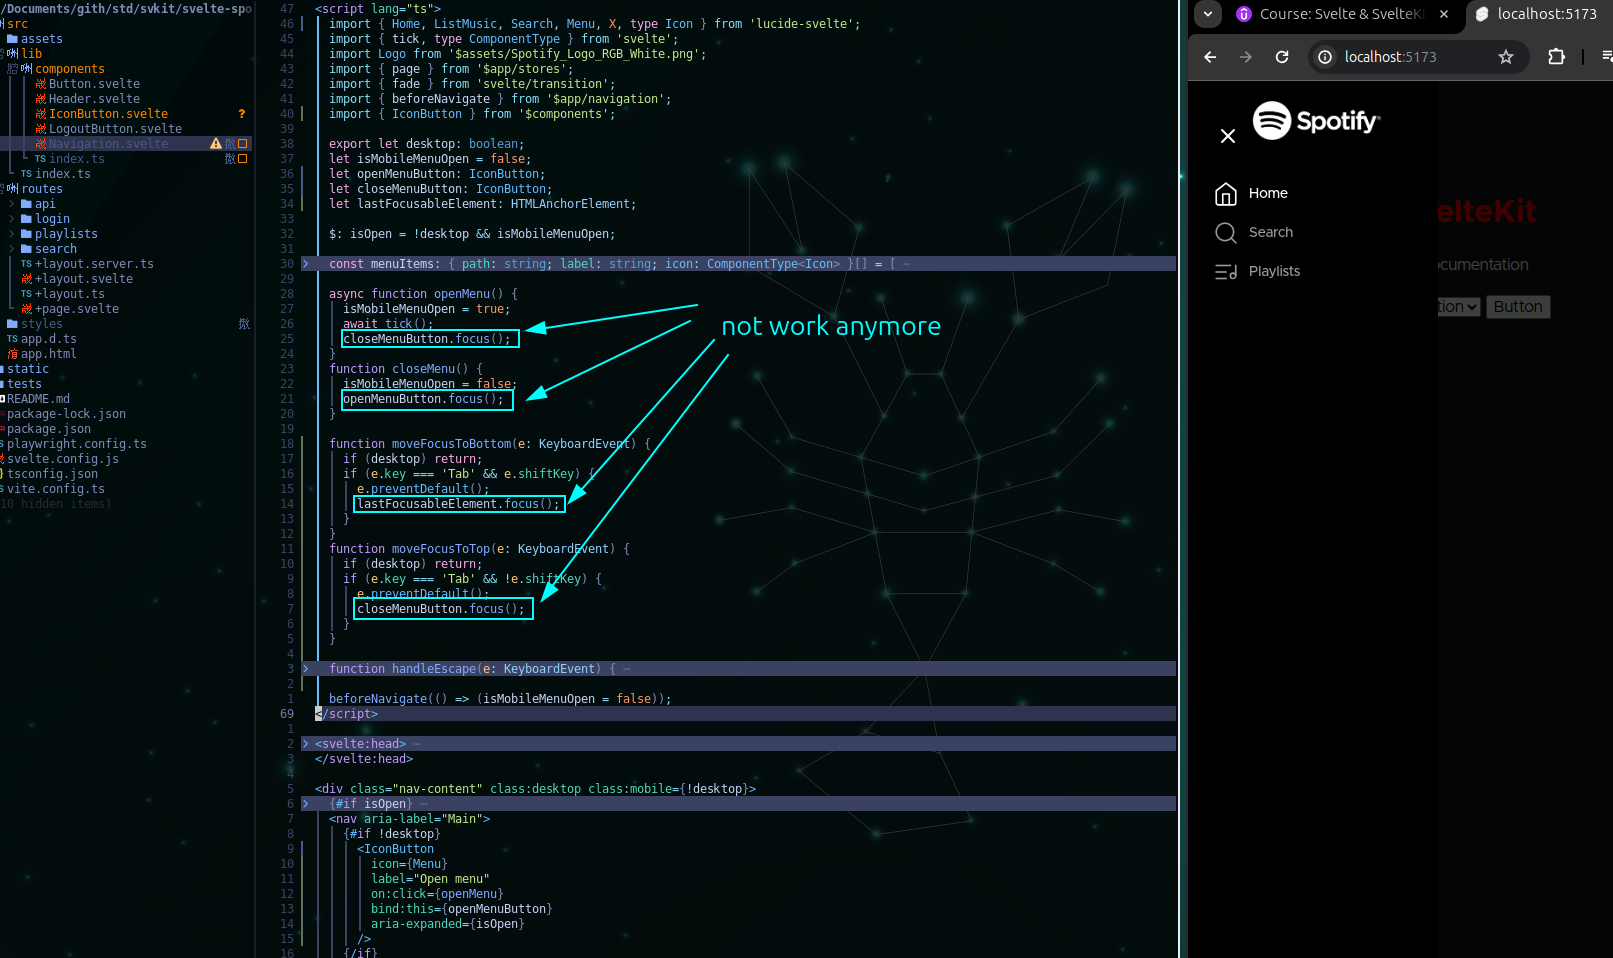 /Documents/gith/std/svkit/svelte-spo
src
assets
lib
components
Button.svelte
Header.svelte
IconButton.svelte ?
LogoutButton.svelte
Navigation.svelte
TS index.ts
TS index.ts
routes
api
login
playlists
search
TS +layout.server.ts
+layout.svelte
TS +layout.ts
+page.svelte
styles
TS app.d.ts
app.html
static
tests
README.md
package-lock.json
package.json
playwright.config.ts
svelte.config.js
tsconfig.json
vite.config.ts
(10 hidden items)
47 <script lang="ts">
46 import { Home, ListMusic, Search, Menu, X, type Icon } from 'lucide-svelte';
45 import { tick, type ComponentType } from 'svelte';
44 import Logo from '$assets/Spotify_Logo_RGB_White.png';
43 import { page } from '$app/stores';
42 import { fade } from 'svelte/transition';
41 import { beforeNavigate } from '$app/navigation';
40 import { IconButton } from '$components';
39
38 export let desktop: boolean;
37 let isMobileMenuOpen = false;
36 let openMenuButton: IconButton;
35 let closeMenuButton: IconButton;
34 let lastFocusableElement: HTMLAnchorElement;
33
32 $: isOpen = !desktop && isMobileMenuOpen;
31
30 const menuItems: { path: string; label: string; icon: ComponentType<Icon> }[] = [ ⋯
29
28 async function openMenu() {
27 isMobileMenuOpen = true;
26 await tick();
25 closeMenuButton.focus();
24 }
23 function closeMenu() {
22 isMobileMenuOpen = false;
21 openMenuButton.focus();
20 }
19
18 function moveFocusToBottom(e: KeyboardEvent) {
17 if (desktop) return;
16 if (e.key === 'Tab' && e.shiftKey) {
15 e.preventDefault();
14 lastFocusableElement.focus();
13 }
12 }
11 function moveFocusToTop(e: KeyboardEvent) {
10 if (desktop) return;
9 if (e.key === 'Tab' && !e.shiftKey) {
8 e.preventDefault();
7 closeMenuButton.focus();
6 }
5 }
4
3 function handleEscape(e: KeyboardEvent) { ⋯
2
1 beforeNavigate(() => (isMobileMenuOpen = false));
69 </script>
1
2 <svelte:head> ⋯
3 </svelte:head>
4
5 <div class="nav-content" class:desktop class:mobile={!desktop}>
6 {#if isOpen} ⋯
7 <nav aria-label="Main">
8 {#if !desktop}
9 <IconButton
10 icon={Menu}
11 label="Open menu"
12 on:click={openMenu}
13 bind:this={openMenuButton}
14 aria-expanded={isOpen}
15 />
16 {/if}
not work anymore
Course: Svelte & SvelteKi
localhost:5173
localhost:5173
Spotify
Home
Search
Playlists
elteKit
ocumentation
tion
Button